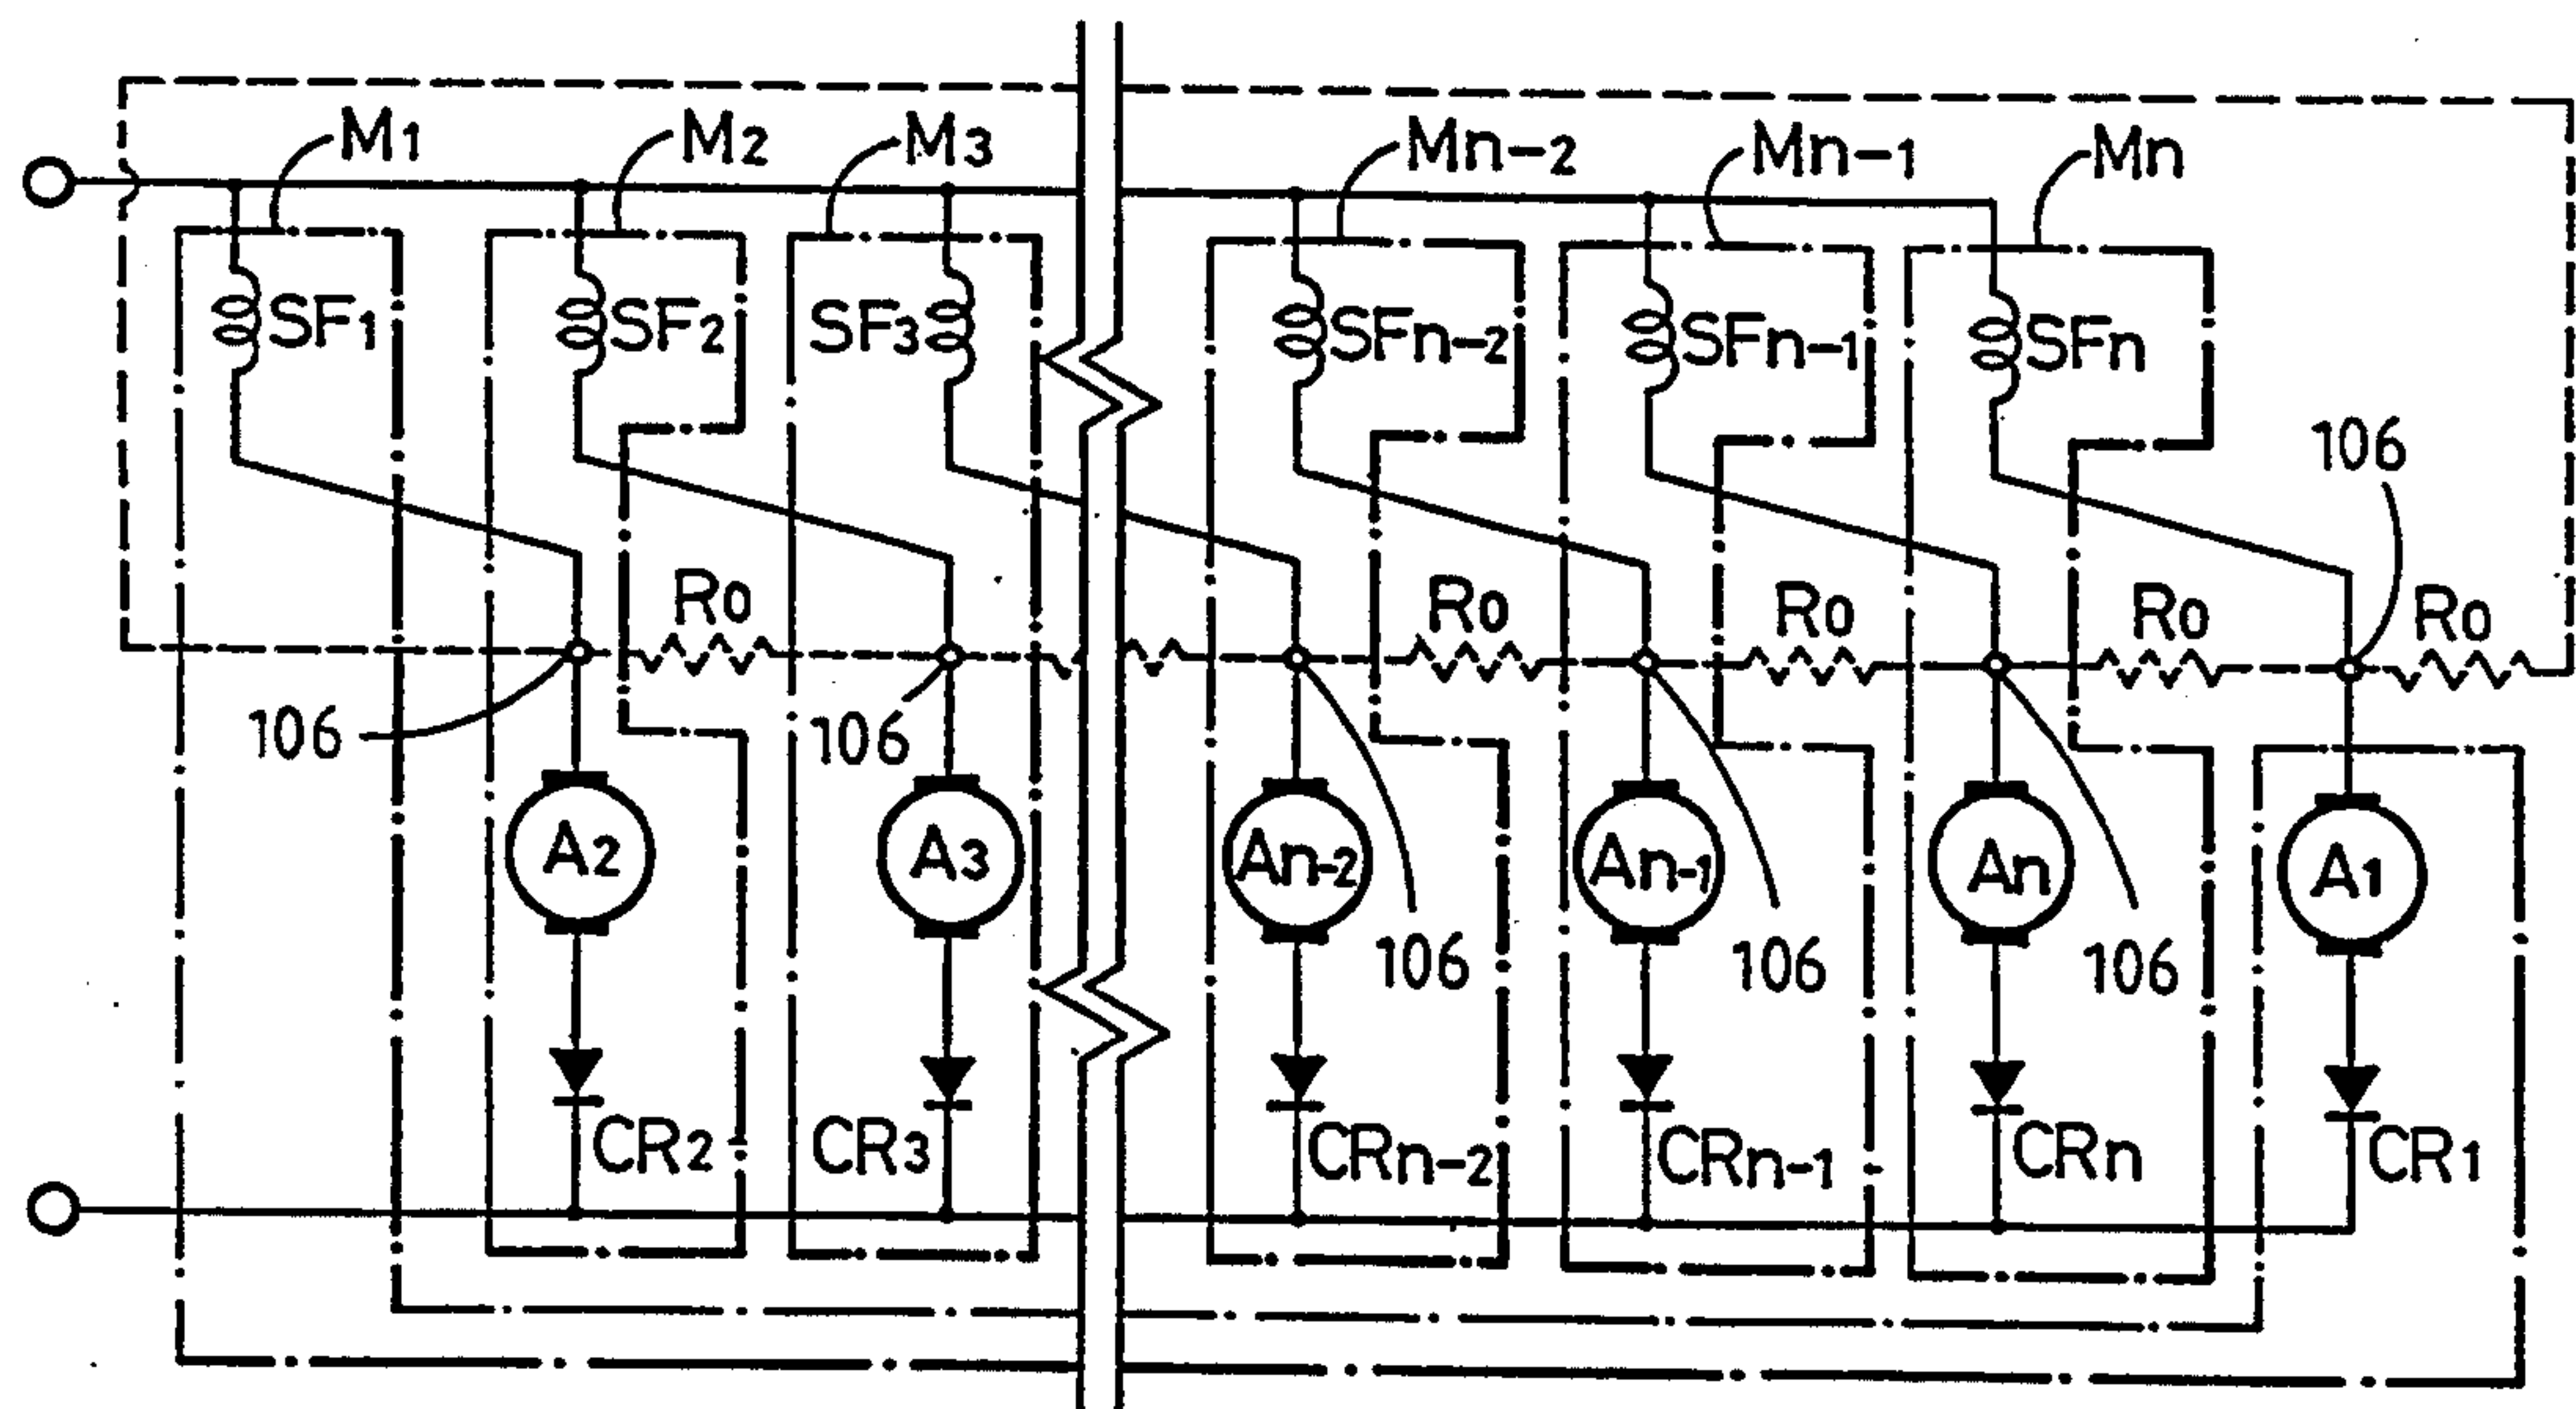 M1 M2 M3 Mn-2 Mn-1 Mn
SF1 SF2 SF3 SFn-2 SFn-1 SFn
106
R0 R0 R0 R0 R0
106 106
A2 A3 An-2 An-1 An A1
106 106 106
CR2 CR3 CRn-2 CRn-1 CRn CR1